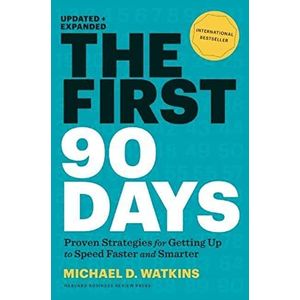 UPDATED + EXPANDED
INTERNATIONAL
BESTSELLER
THE
FIRST
90
DAYS
Proven Strategies for Getting Up
to Speed Faster and Smarter
MICHAEL D. WATKINS
HARVARD BUSINESS REVIEW PRESS